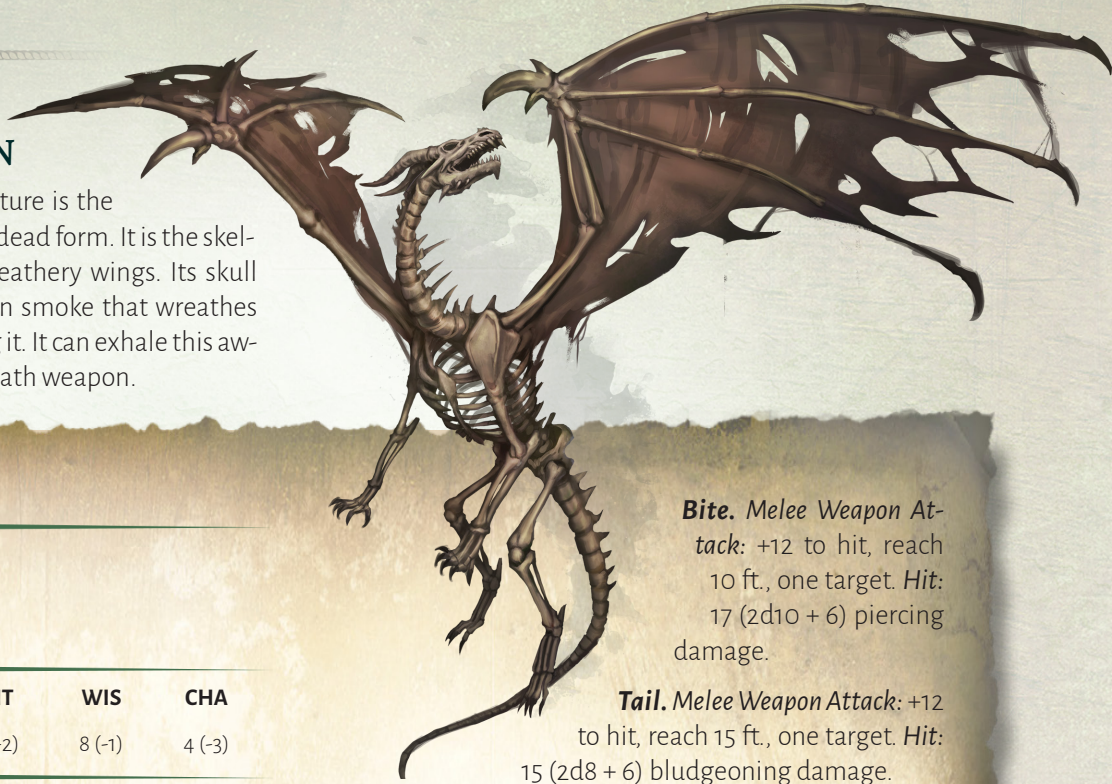 N
ture is the
dead form. It is the skel-
eathery wings. Its skull
n smoke that wreathes
g it. It can exhale this aw-
ath weapon.
IT WIS CHA
-2) 8 (-1) 4 (-3)
Bite. Melee Weapon At-
tack: +12 to hit, reach
10 ft., one target. Hit:
17 (2d10 + 6) piercing
damage.
Tail. Melee Weapon Attack: +12
to hit, reach 15 ft., one target. Hit:
15 (2d8 + 6) bludgeoning damage.